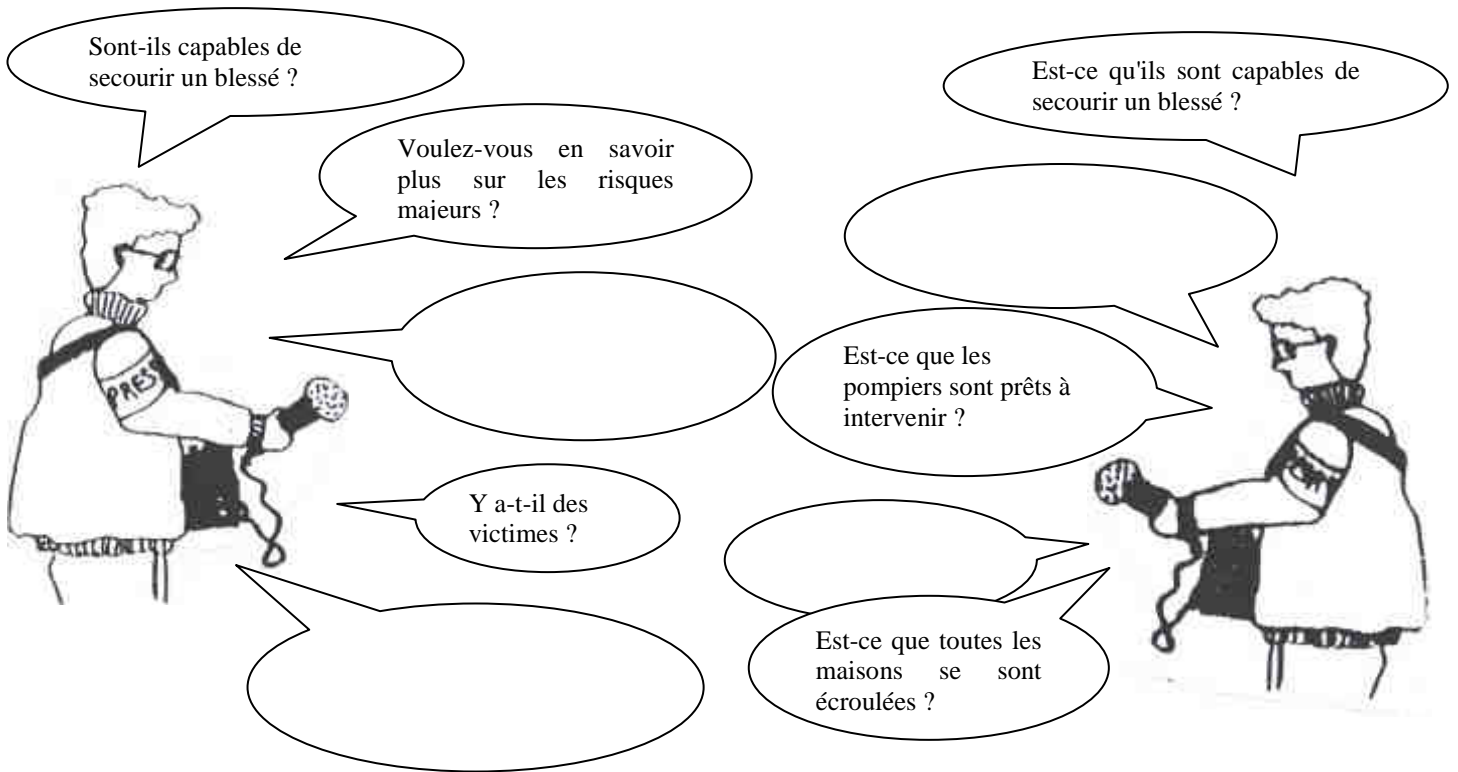 Sont-ils capables de
secourir un blessé ?
Est-ce qu'ils sont capables de
secourir un blessé ?
Voulez-vous en savoir
plus sur les risques
majeurs ?
Est-ce que les
pompiers sont prêts à
intervenir ?
PRESS
Y a-t-il des
victimes ?
Est-ce que toutes les
maisons se sont
écroulées ?